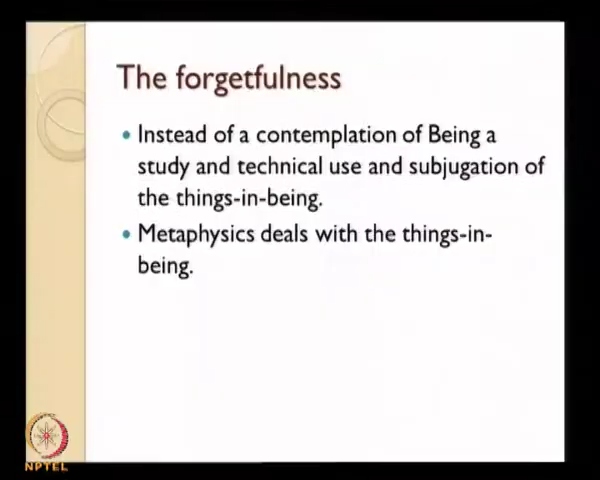 The forgetfulness
Instead of a contemplation of Being a
study and technical use and subjugation of
the things-in-being.
Metaphysics deals with the things-in-
being.
NPTEL